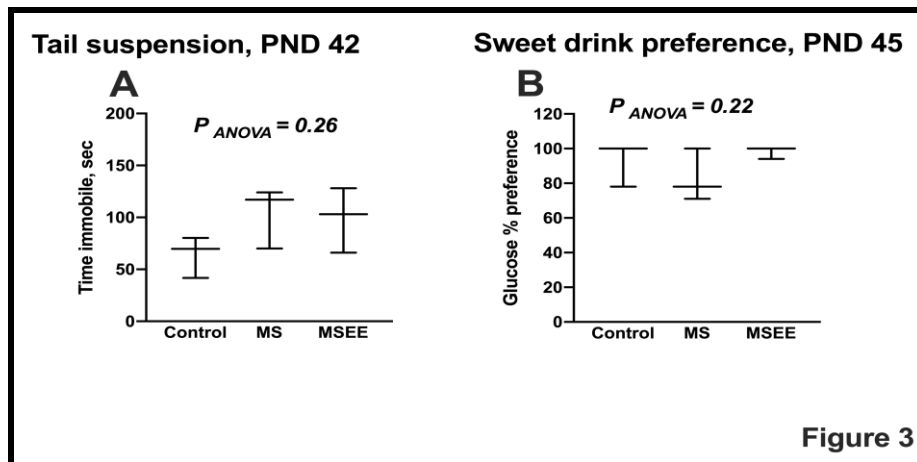 Tail suspension, PND 42
A
P ANOVA = 0.26
Time immobile, sec
200
150
100
50
0
Control MS MSEE
Sweet drink preference, PND 45
B
P ANOVA = 0.22
Glucose % preference
120
100
80
60
40
20
0
Control MS MSEE
Figure 3